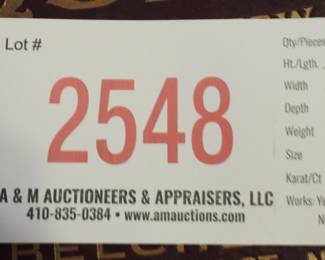 Lot #
2548
A & M AUCTIONEERS & APPRAISERS, LLC
410-835-0384 • www.amauctions.com
Qty/Pieces
Ht./Lgth.
Width
Depth
Weight
Size
Karat/Ct
Works: